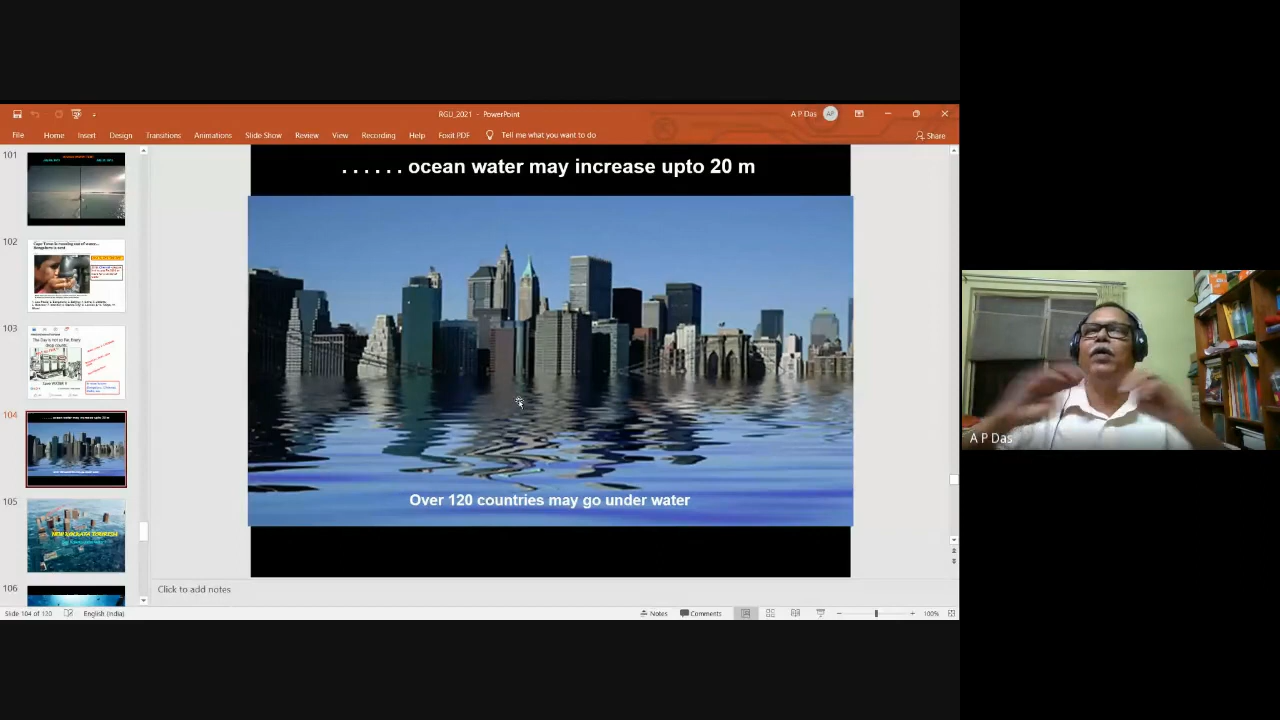 RGU_2021 - PowerPoint
A P Das
AP
File Home Insert Design Transitions Animations Slide Show Review View Recording Help Foxit PDF Tell me what you want to do
Share
101
102
103
104
105
106
. . . . . . ocean water may increase upto 20 m
Over 120 countries may go under water
Click to add notes
Slide 104 of 120
English (India)
Notes
Comments
100%
A P Das